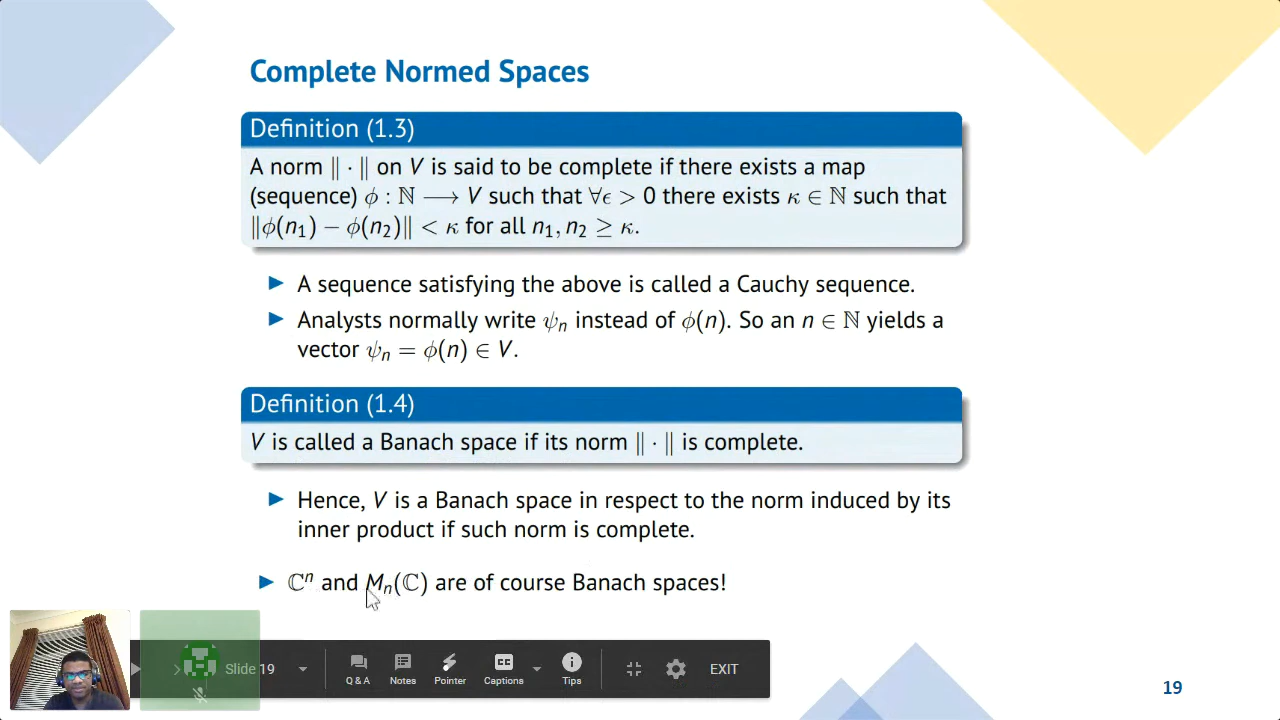 Complete Normed Spaces
Definition (1.3)
A norm ‖ · ‖ on V is said to be complete if there exists a map
(sequence) ϕ : ℕ ⟶ V such that ∀ϵ > 0 there exists κ ∈ ℕ such that
‖ϕ(n₁) − ϕ(n₂)‖ < κ for all n₁, n₂ ≥ κ.
▶ A sequence satisfying the above is called a Cauchy sequence.
▶ Analysts normally write ψₙ instead of ϕ(n). So an n ∈ ℕ yields a
vector ψₙ = ϕ(n) ∈ V.
Definition (1.4)
V is called a Banach space if its norm ‖ · ‖ is complete.
▶ Hence, V is a Banach space in respect to the norm induced by its
inner product if such norm is complete.
▶ ℂⁿ and Mₙ(ℂ) are of course Banach spaces!
Slide 19
Q & A
Notes
Pointer
CC
Captions
Tips
EXIT
19